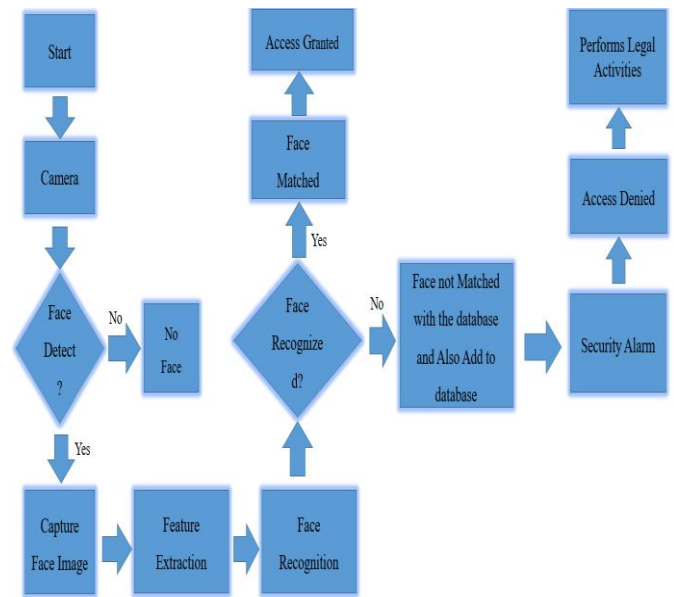 Start
Camera
Face
Detect
?
No
No
Face
Yes
Capture
Face Image
Feature
Extraction
Face
Recognition
Face
Recognize
d?
Yes
Face
Matched
Access Granted
No
Face not Matched
with the database
and Also Add to
database
Security Alarm
Access Denied
Performs Legal
Activities